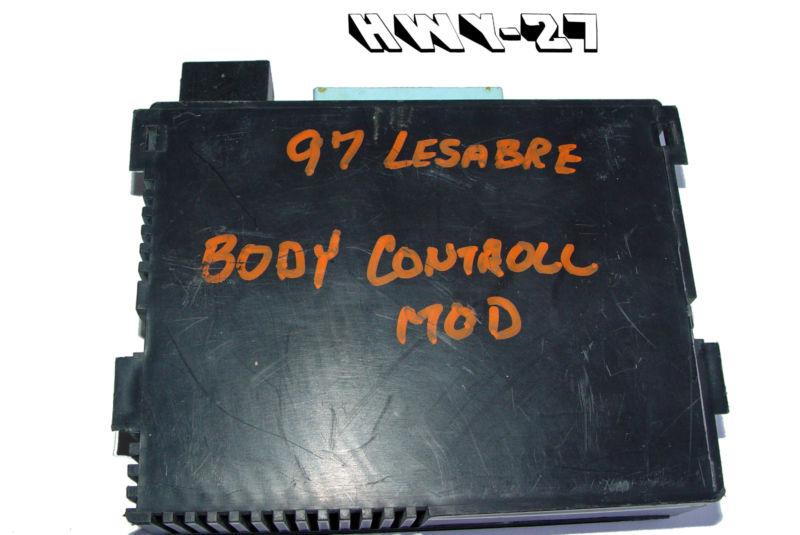 HWY-27
97 LESABRE
BODY CONTROLL
MOD